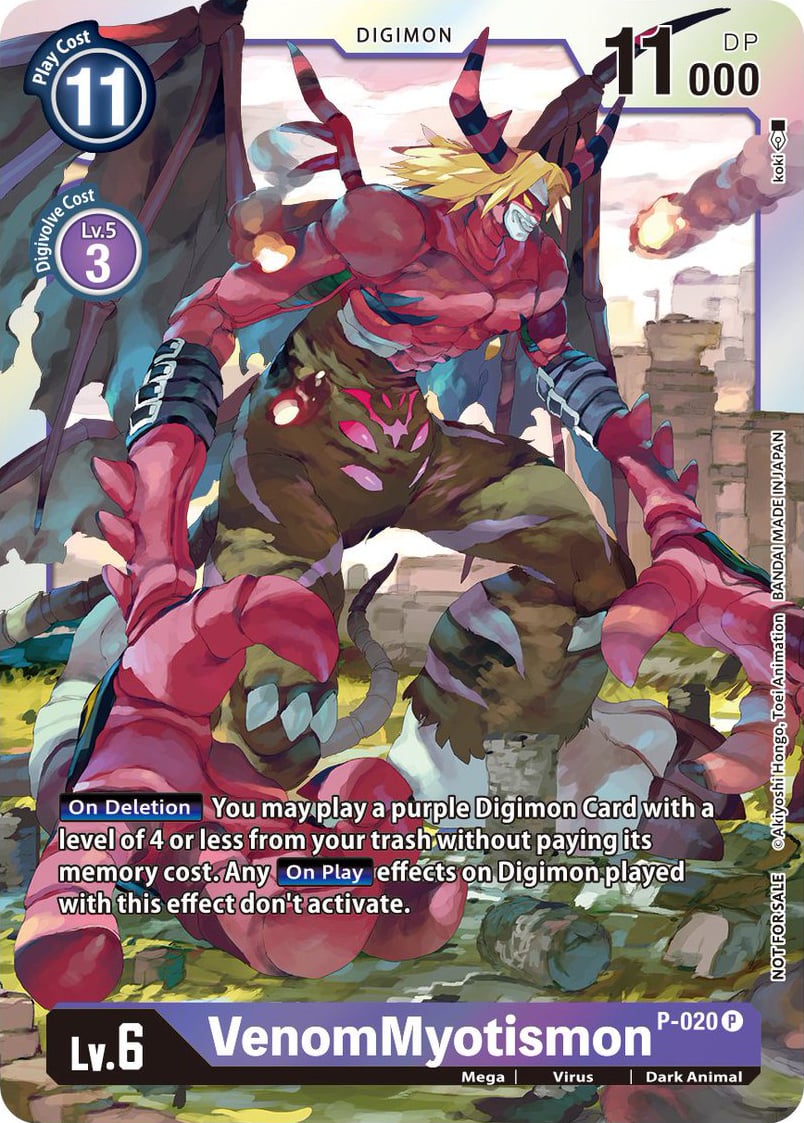 DIGIMON
Play Cost
11
11000
DP
koki
Digivolve Cost
Lv.5
3
©Akiyoshi Hongo, Toei Animation BANDAI MADE IN JAPAN
NOT FOR SALE
On Deletion You may play a purple Digimon Card with a
level of 4 or less from your trash without paying its
memory cost. Any On Play effects on Digimon played
with this effect don't activate.
Lv.6
VenomMyotismon
P-020 P
Mega | Virus | Dark Animal